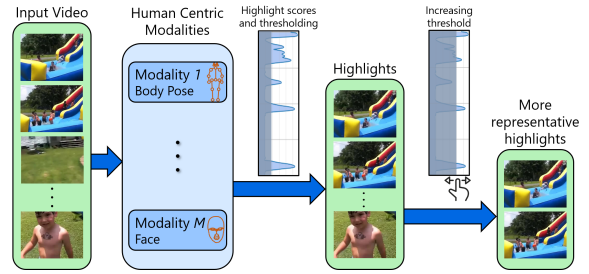 Input Video
Human Centric
Modalities
Modality 1
Body Pose
Modality M
Face
Highlight scores
and thresholding
Highlights
Increasing
threshold
More
representative
highlights